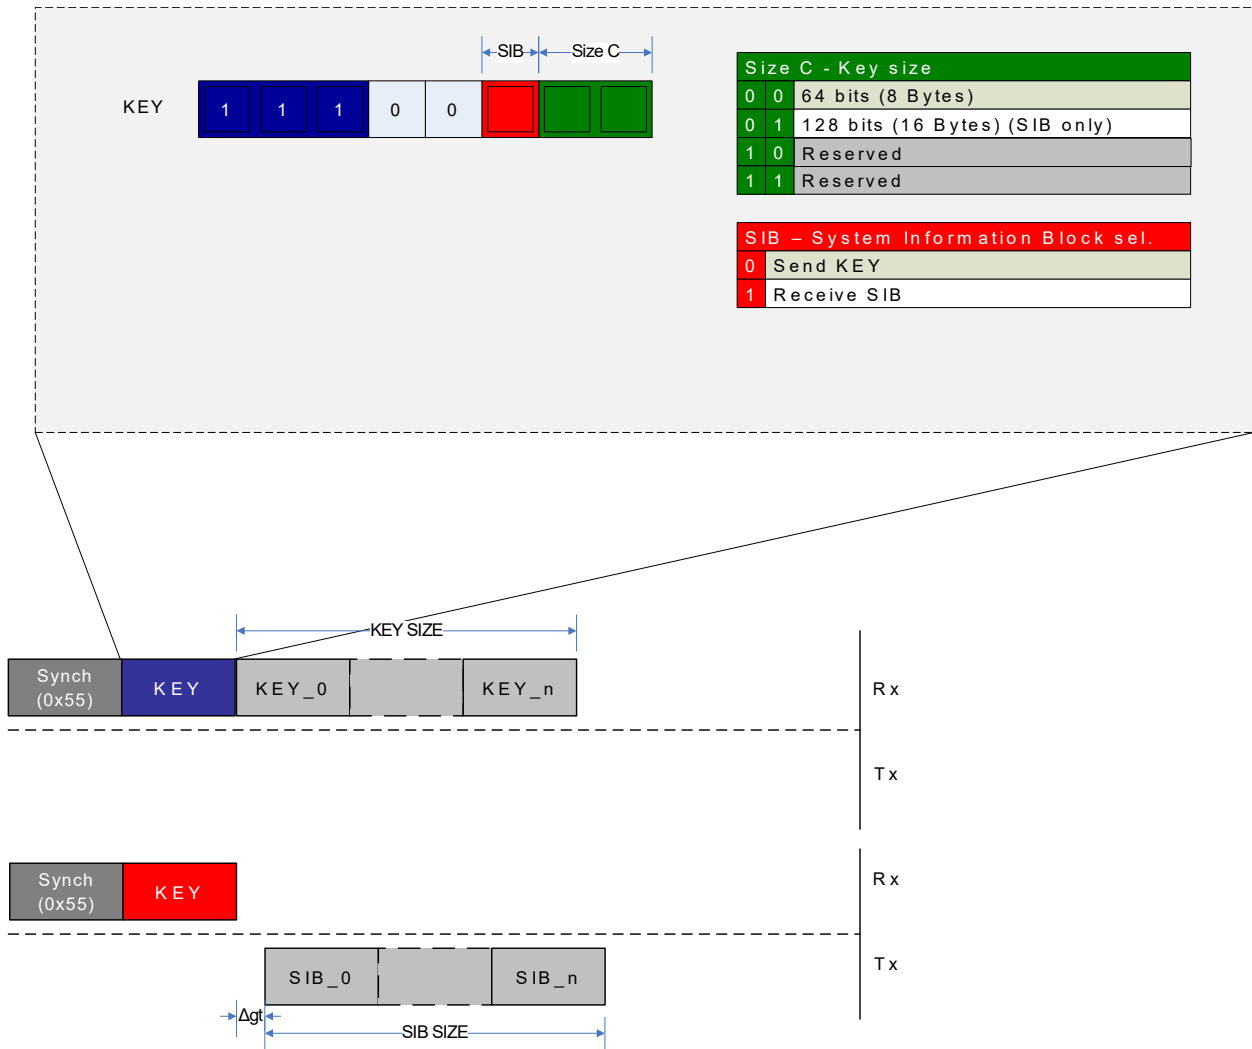 SIB Size C
KEY 1 1 1 0 0
Size C - Key size
0 0 64 bits (8 Bytes)
0 1 128 bits (16 Bytes) (SIB only)
1 0 Reserved
1 1 Reserved
SIB – System Information Block sel.
0 Send KEY
1 Receive SIB
KEY SIZE
Synch
(0x55)
KEY KEY_0 KEY_n
Rx
Tx
Synch
(0x55)
KEY
Rx
SIB_0 SIB_n
Tx
Δgt
SIB SIZE